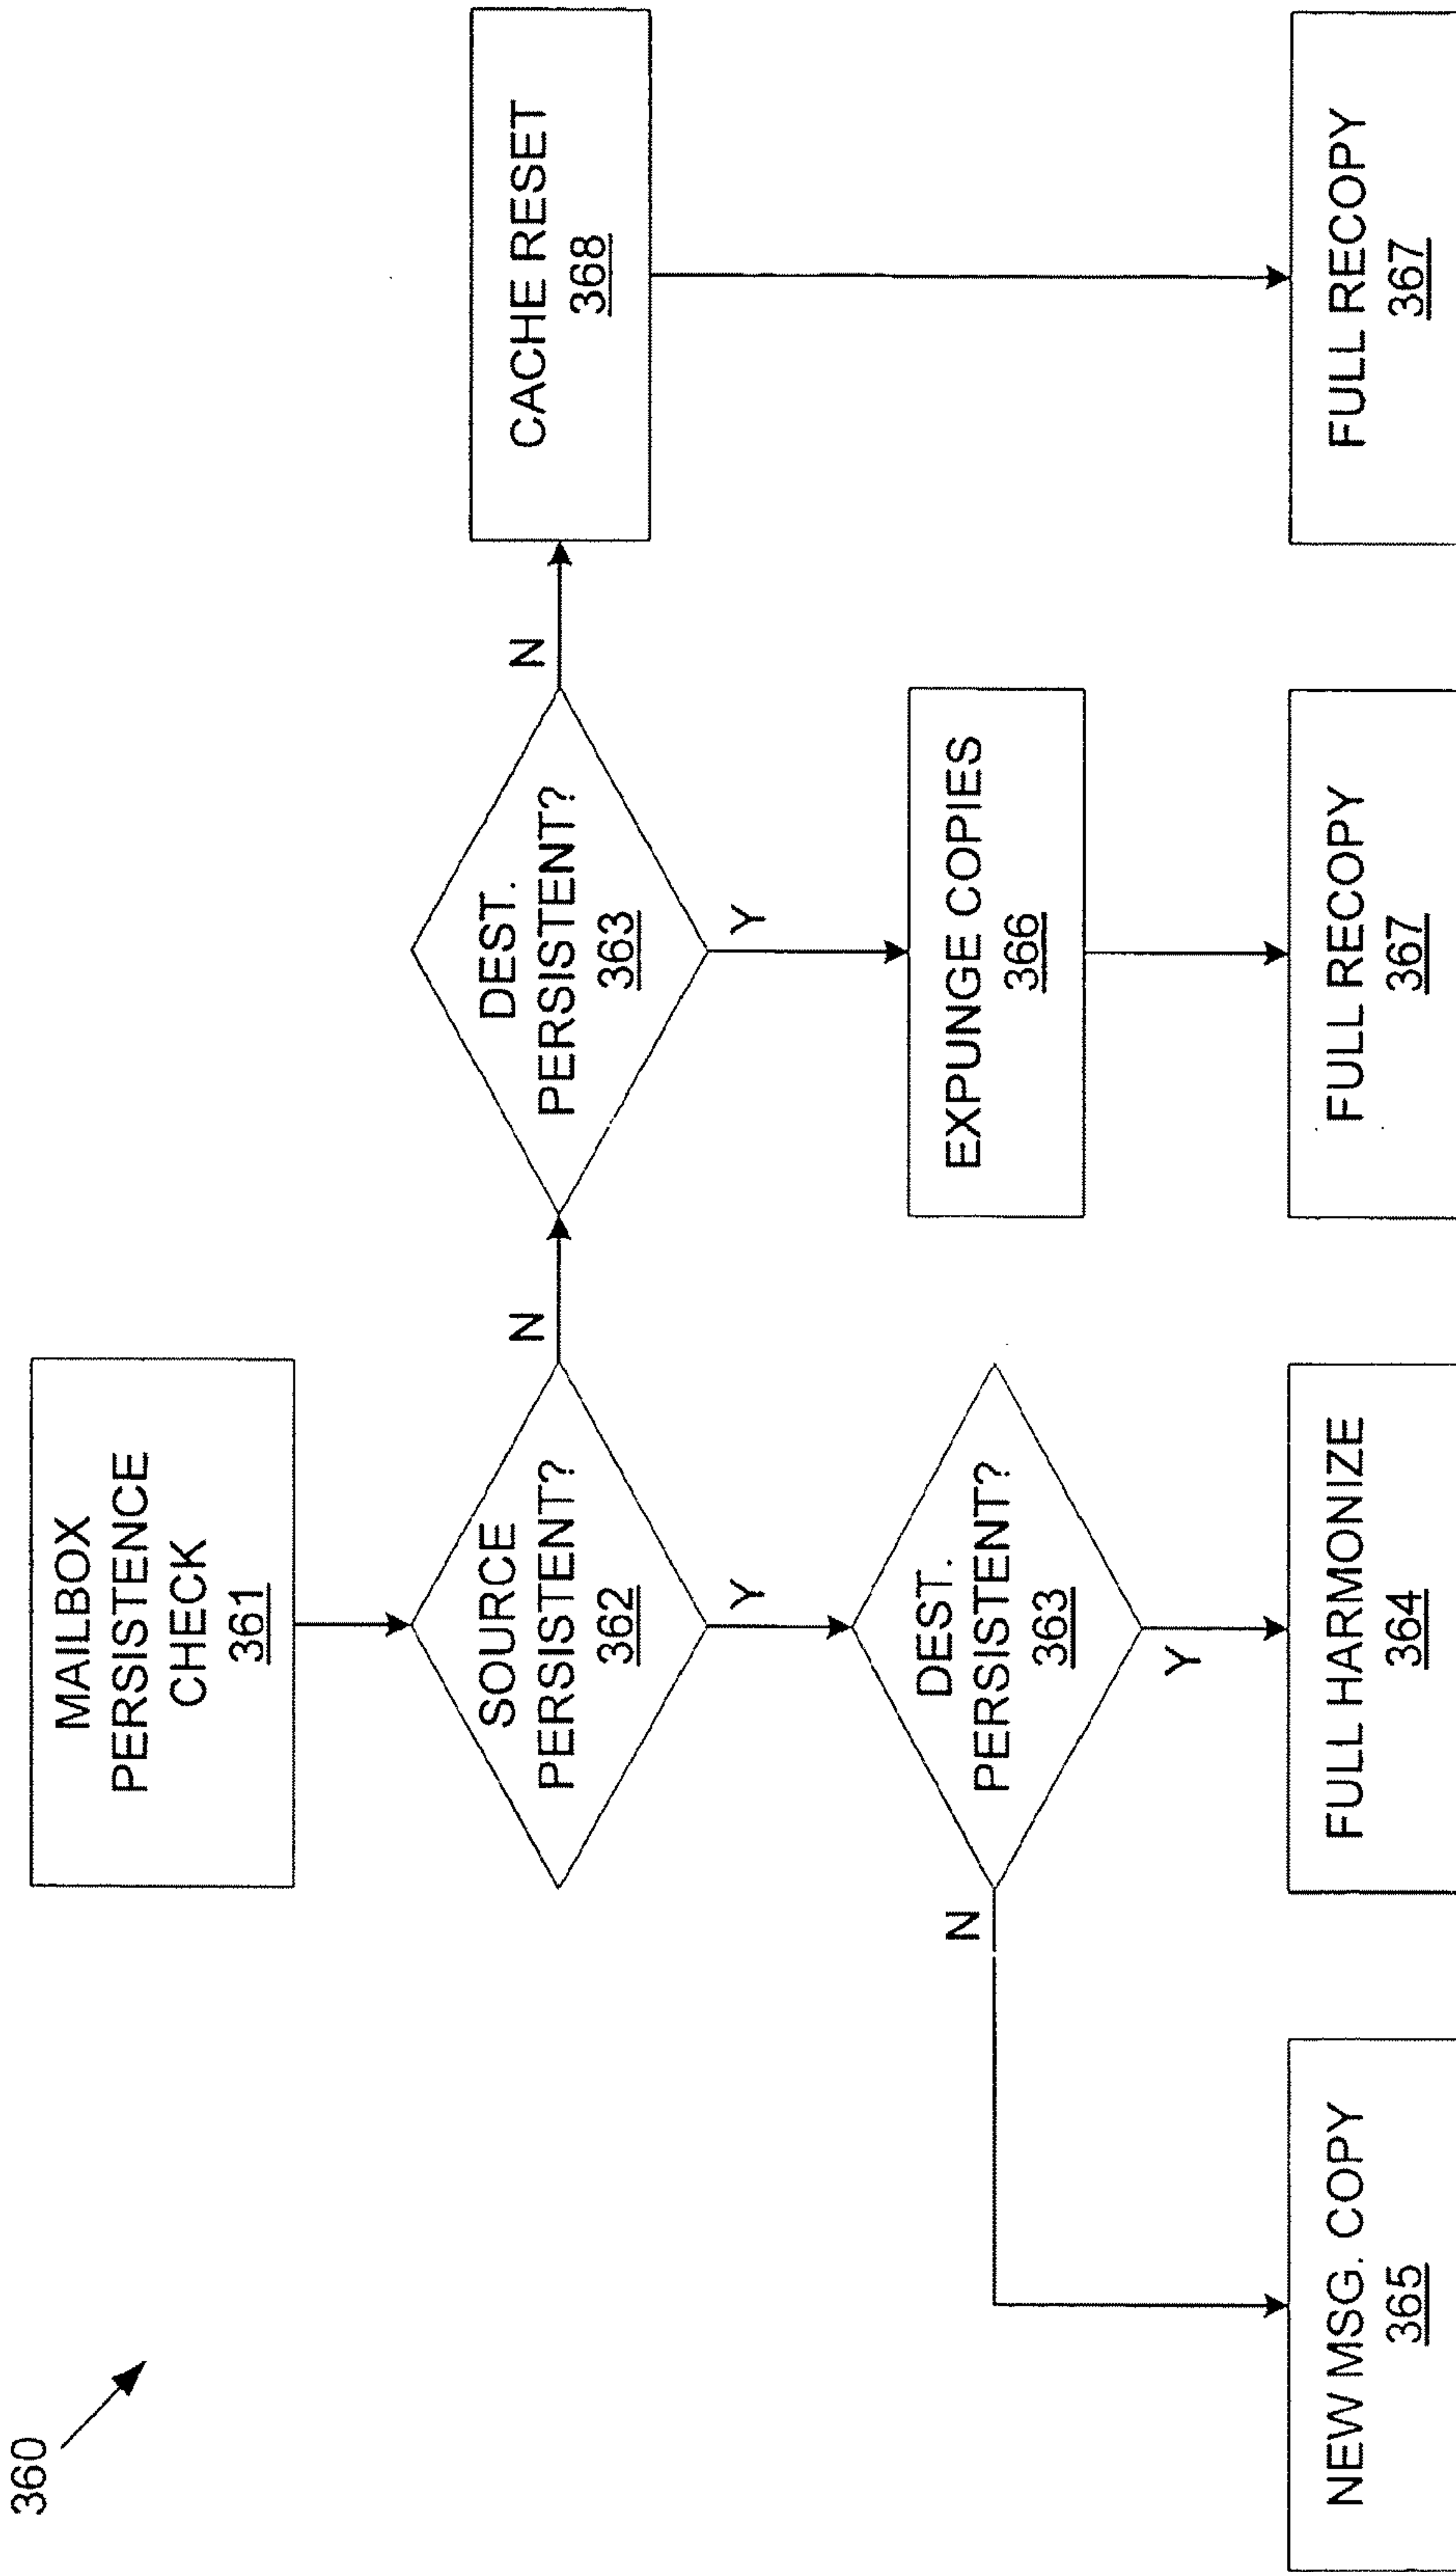 360
MAILBOX
PERSISTENCE
CHECK
361
SOURCE
PERSISTENT?
362
N
DEST.
PERSISTENT?
363
N
CACHE RESET
368
Y
Y
DEST.
PERSISTENT?
363
EXPUNGE COPIES
366
N
Y
NEW MSG. COPY
365
FULL HARMONIZE
364
FULL RECOPY
367
FULL RECOPY
367